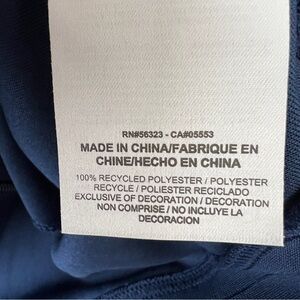 RN#56323 - CA#05553
MADE IN CHINA/FABRIQUE EN
CHINE/HECHO EN CHINA
100% RECYCLED POLYESTER / POLYESTER
RECYCLE / POLIESTER RECICLADO
EXCLUSIVE OF DECORATION / DECORATION
NON COMPRISE / NO INCLUYE LA
DECORACION